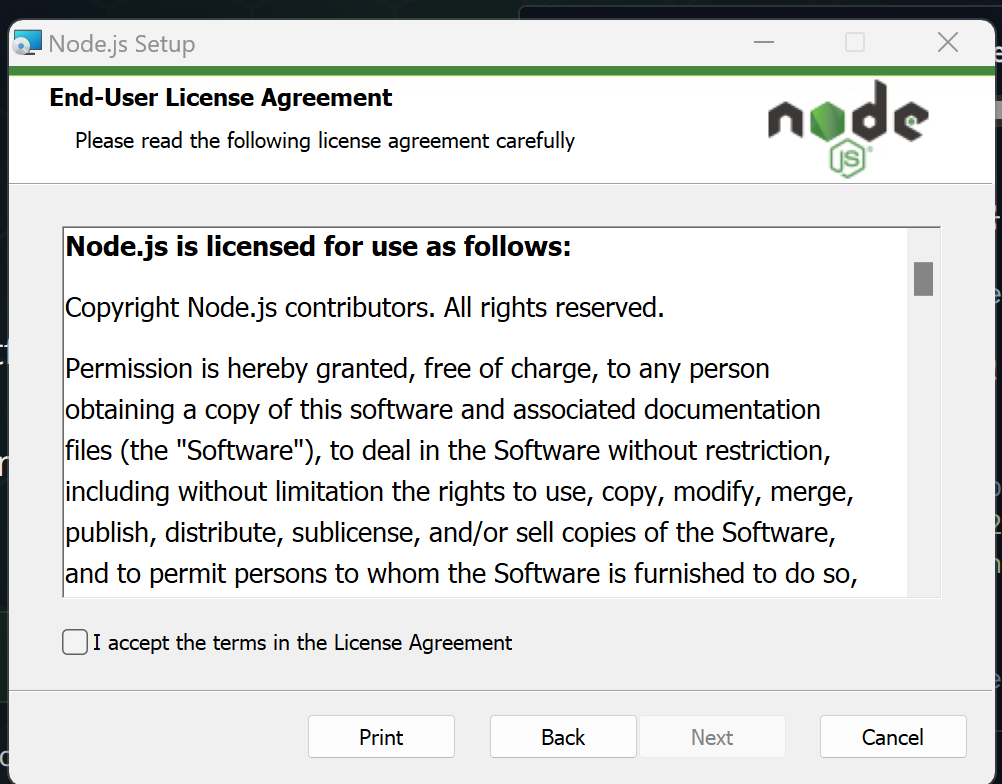 Node.js Setup
End-User License Agreement
Please read the following license agreement carefully
node
JS
Node.js is licensed for use as follows:
Copyright Node.js contributors. All rights reserved.
Permission is hereby granted, free of charge, to any person
obtaining a copy of this software and associated documentation
files (the "Software"), to deal in the Software without restriction,
including without limitation the rights to use, copy, modify, merge,
publish, distribute, sublicense, and/or sell copies of the Software,
and to permit persons to whom the Software is furnished to do so,
I accept the terms in the License Agreement
Print
Back
Next
Cancel